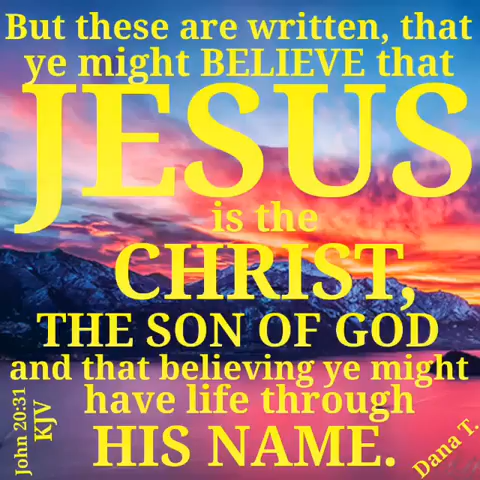 But these are written, that
ye might BELIEVE that
JESUS
is the
CHRIST,
THE SON OF GOD
and that believing ye might
have life through
HIS NAME.
John 20:31
KJV
Dana T.